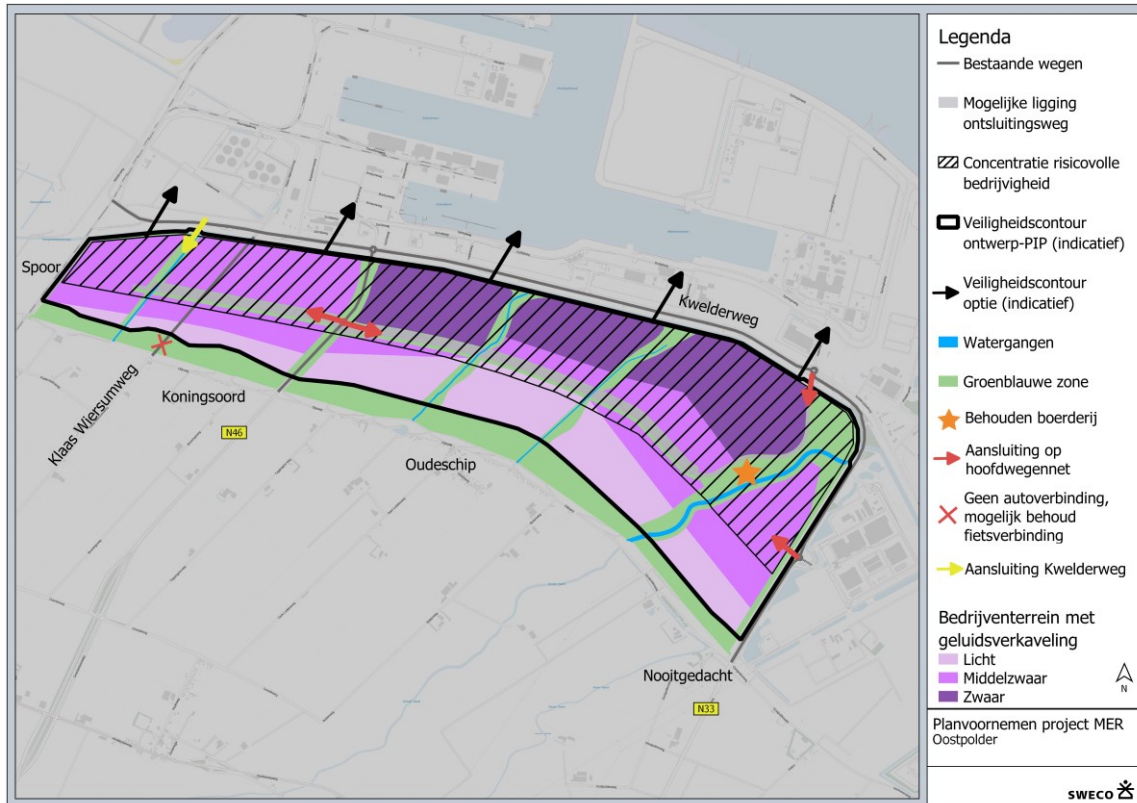 Spoor
Klaas Wiersumweg
Koningsoord
N46
Oudeschip
Kwelderweg
Nooitgedacht
N33
Legenda
Bestaande wegen
Mogelijke ligging
ontsluitingsweg
Concentratie risicovolle
bedrijvigheid
Veiligheidscontour
ontwerp-PIP (indicatief)
Veiligheidscontour
optie (indicatief)
Watergangen
Groenblauwe zone
Behouden boerderij
Aansluiting op
hoofdwegennet
Geen autoverbinding,
mogelijk behoud
fietsverbinding
Aansluiting Kwelderweg
Bedrijventerrein met
geluidsverkaveling
Licht
Middelzwaar
Zwaar
N
Planvoornemen project MER
Oostpolder
SWECO